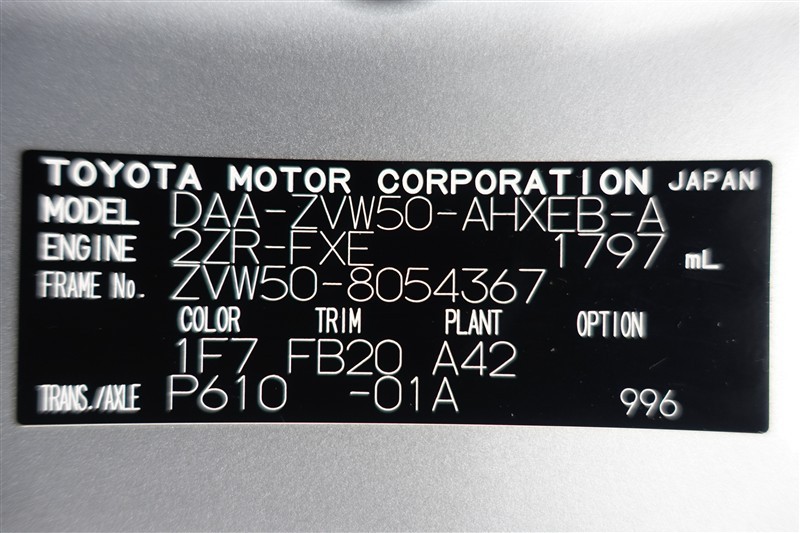 TOYOTA MOTOR CORPORATION JAPAN
MODEL DAA-ZVW50-AHXEB-A
ENGINE 2ZR-FXE 1797 mL
FRAME No. ZVW50-8054367
COLOR TRIM PLANT OPTION
1F7 FB20 A42
TRANS./AXLE P610 -01A 996